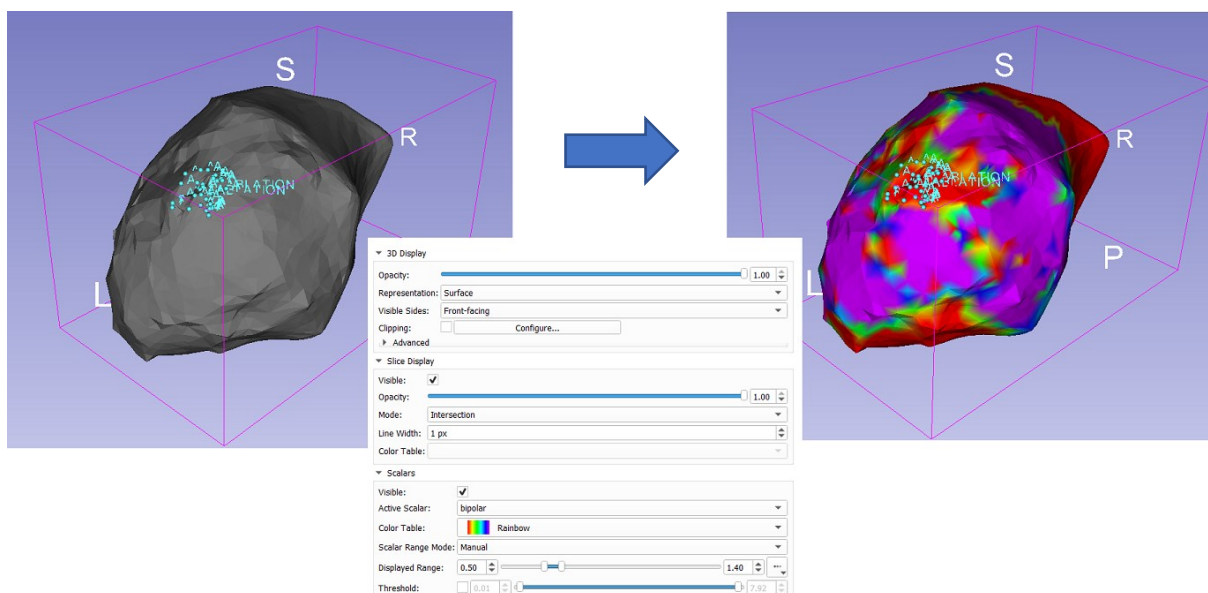 S
R
ABLATION
L
S
R
ABLATION
P
L
3D Display
Opacity: 1.00
Representation: Surface
Visible Sides: Front-facing
Clipping: Configure...
Advanced
Slice Display
Visible:
Opacity: 1.00
Mode: Intersection
Line Width: 1 px
Color Table:
Scalars
Visible:
Active Scalar: bipolar
Color Table: Rainbow
Scalar Range Mode: Manual
Displayed Range: 0.50 1.40 ...
Threshold: 0.01 7.92